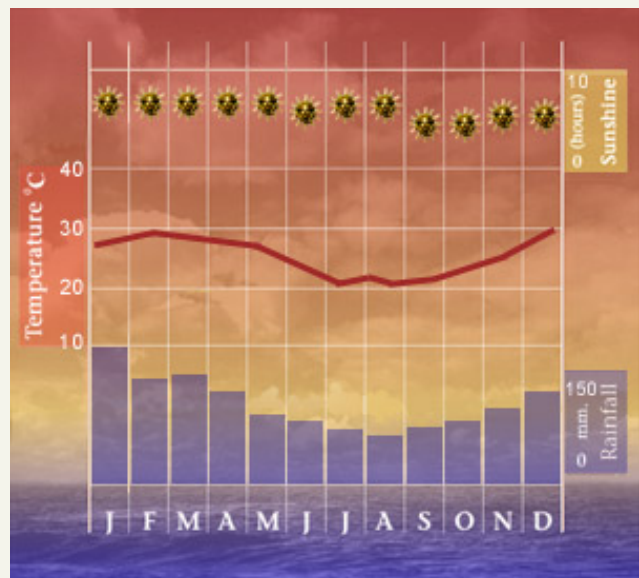 10
0 (hours)
Sunshine
Temperature °C
40
30
20
10
150
0 mm.
Rainfall
J F M A M J J A S O N D